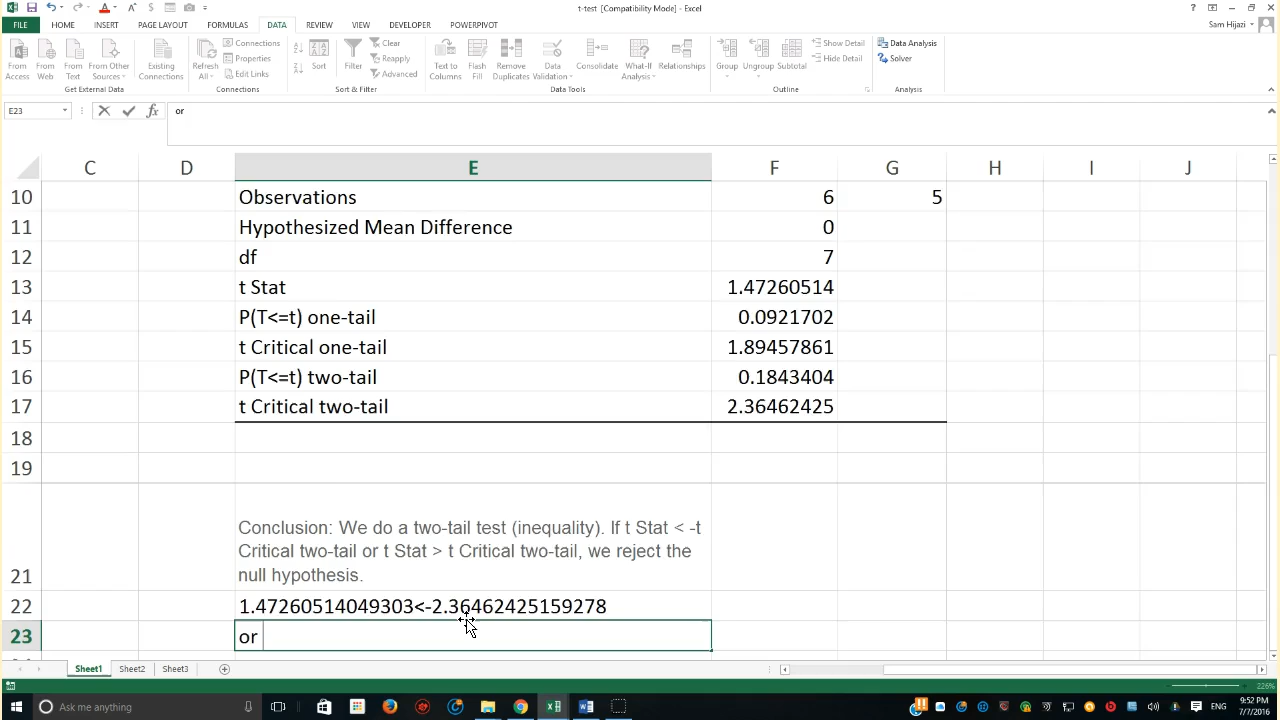 t-test [Compatibility Mode] - Excel
FILE HOME INSERT PAGE LAYOUT FORMULAS DATA REVIEW VIEW DEVELOPER POWERPIVOT Sam Hijazi
From Access
From Web
From Text
From Other Sources
Existing Connections
Get External Data
Refresh All
Connections
Properties
Edit Links
Connections
Sort
Filter
Clear
Reapply
Advanced
Sort & Filter
Text to Columns
Flash Fill
Remove Duplicates
Data Validation
Consolidate
What-If Analysis
Relationships
Data Tools
Group
Ungroup
Subtotal
Show Detail
Hide Detail
Outline
Data Analysis
Solver
Analysis
E23 fx or
C D E F G H I J
10 Observations 6 5
11 Hypothesized Mean Difference 0
12 df 7
13 t Stat 1.47260514
14 P(T<=t) one-tail 0.0921702
15 t Critical one-tail 1.89457861
16 P(T<=t) two-tail 0.1843404
17 t Critical two-tail 2.36462425
18
19
Conclusion: We do a two-tail test (inequality). If t Stat < -t
Critical two-tail or t Stat > t Critical two-tail, we reject the
21 null hypothesis.
22 1.47260514049303<-2.36462425159278
23 or
Sheet1 Sheet2 Sheet3
226%
Ask me anything
ENG
9:52 PM
7/7/2016